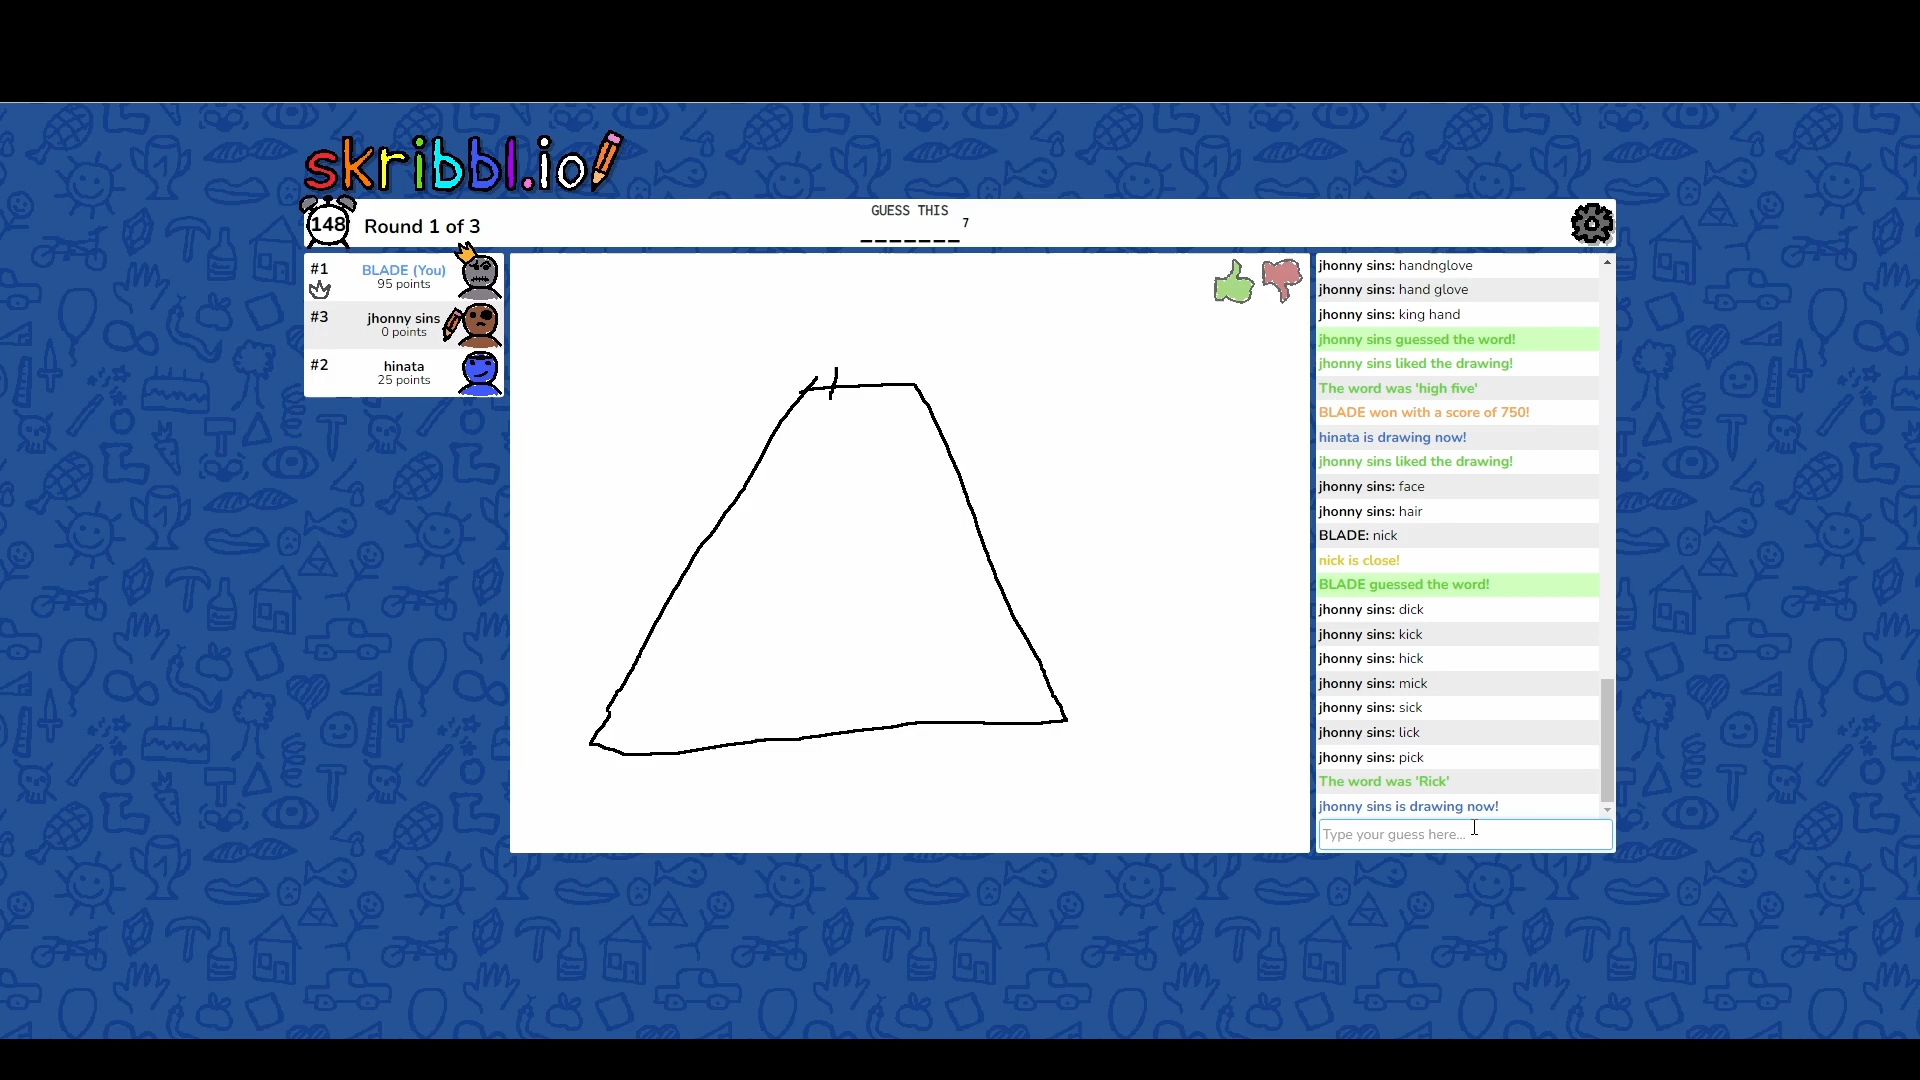 skribbl.io
148
Round 1 of 3
GUESS THIS
_______ 7
#1
BLADE (You)
95 points
#3
jhonny sins
0 points
#2
hinata
25 points
jhonny sins: handnglove
jhonny sins: hand glove
jhonny sins: king hand
jhonny sins guessed the word!
jhonny sins liked the drawing!
The word was 'high five'
BLADE won with a score of 750!
hinata is drawing now!
jhonny sins liked the drawing!
jhonny sins: face
jhonny sins: hair
BLADE: nick
nick is close!
BLADE guessed the word!
jhonny sins: dick
jhonny sins: kick
jhonny sins: hick
jhonny sins: mick
jhonny sins: sick
jhonny sins: lick
jhonny sins: pick
The word was 'Rick'
jhonny sins is drawing now!
Type your guess here...